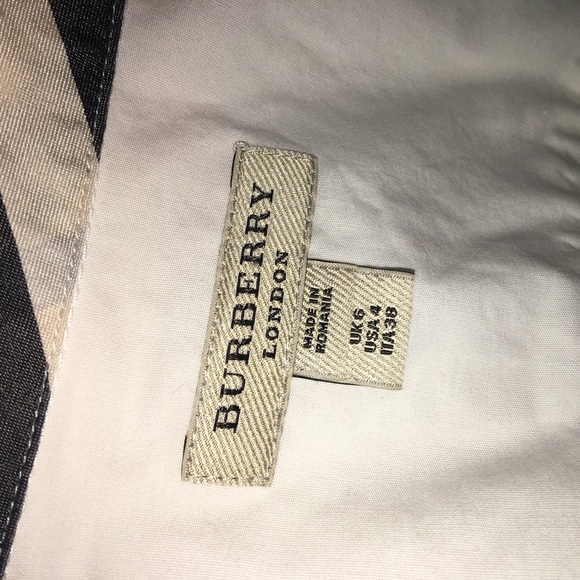 BURBERRY
LONDON
MADE IN
ROMANIA
UK 6
USA 4
ITA 38